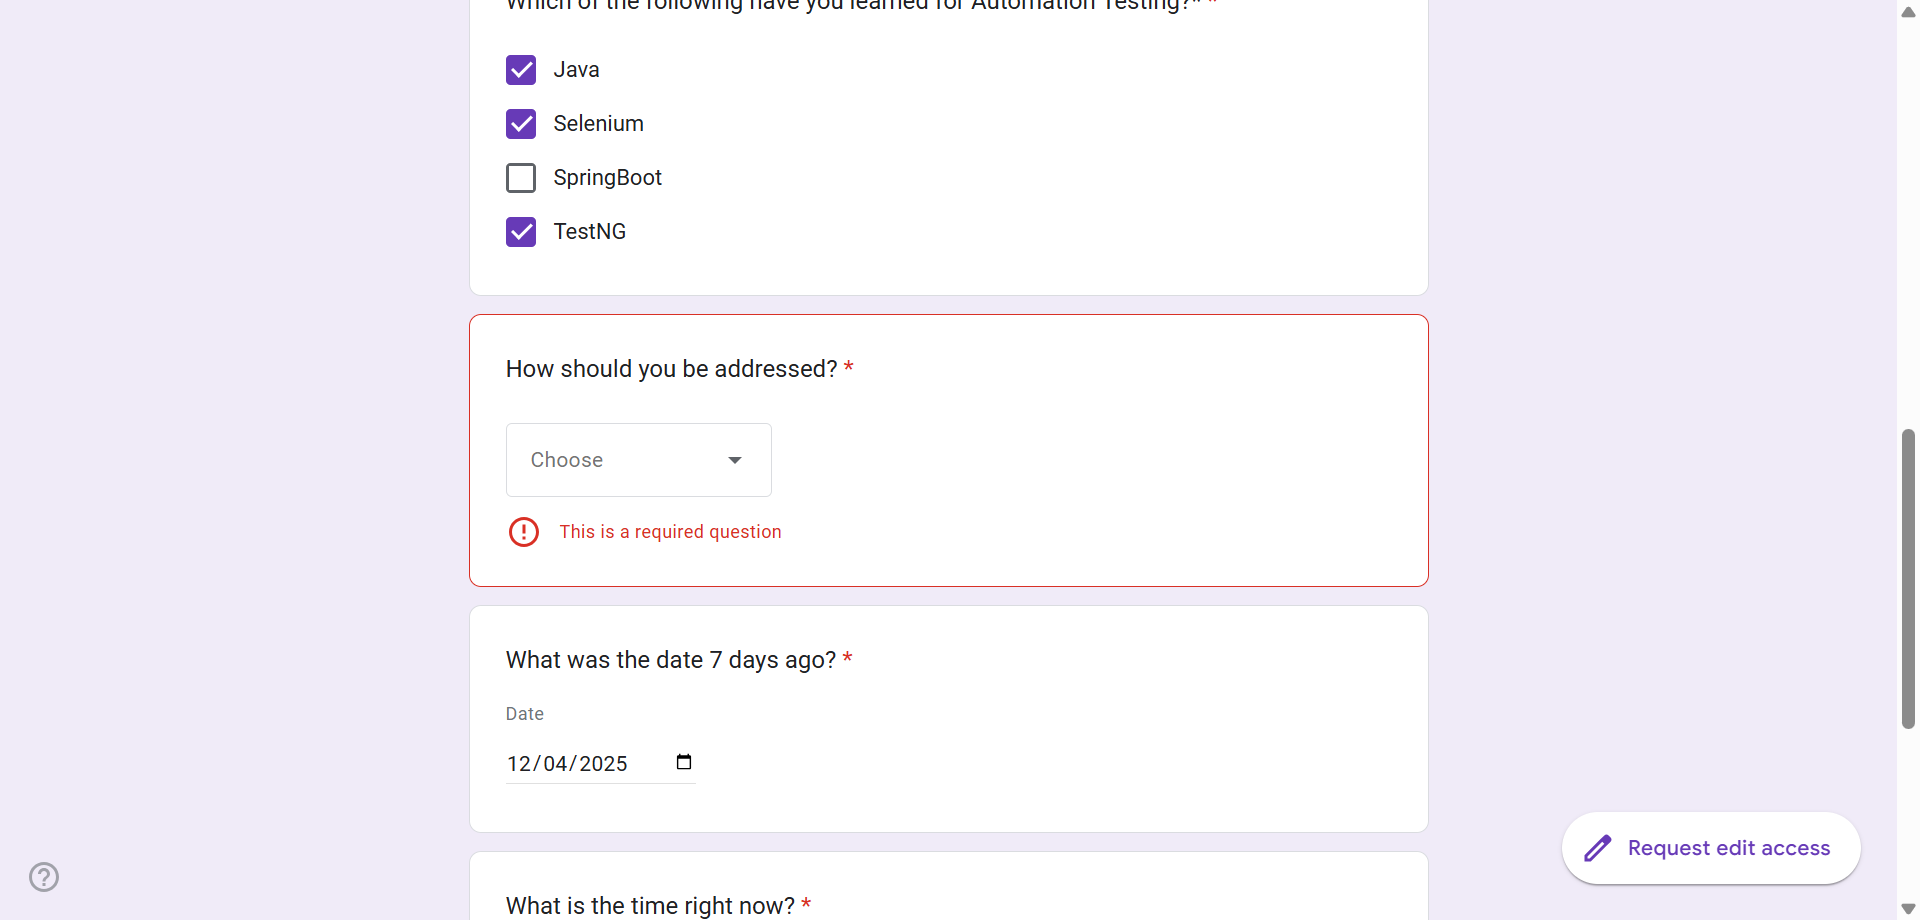 Which of the following have you learned for Automation Testing?* *
Java
Selenium
SpringBoot
TestNG
How should you be addressed? *
Choose
This is a required question
What was the date 7 days ago? *
Date
12/04/2025
Request edit access
What is the time right now? *